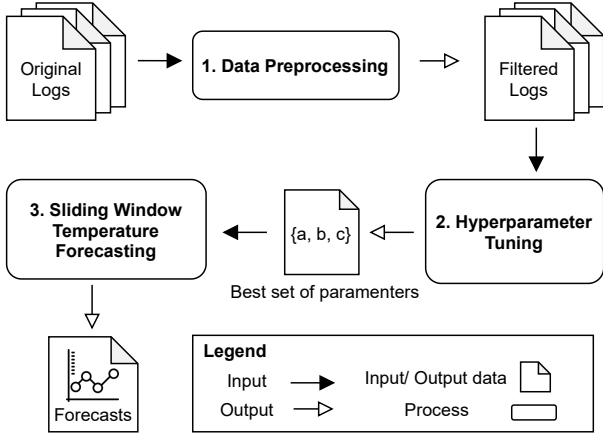 Original
Logs
1. Data Preprocessing
Filtered
Logs
3. Sliding Window
Temperature
Forecasting
{a, b, c}
2. Hyperparameter
Tuning
Best set of paramenters
Forecasts
Legend
Input
Input/ Output data
Output
Process